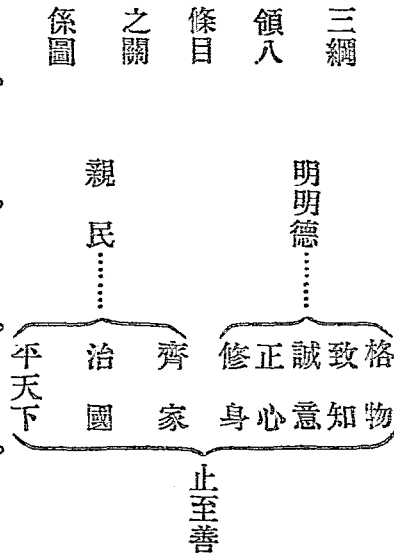 三綱
領八
條目
之關
係圖
明明德……
格物
致知
誠意
正心
修身
親民……
齊家
治國
平天下
止至善